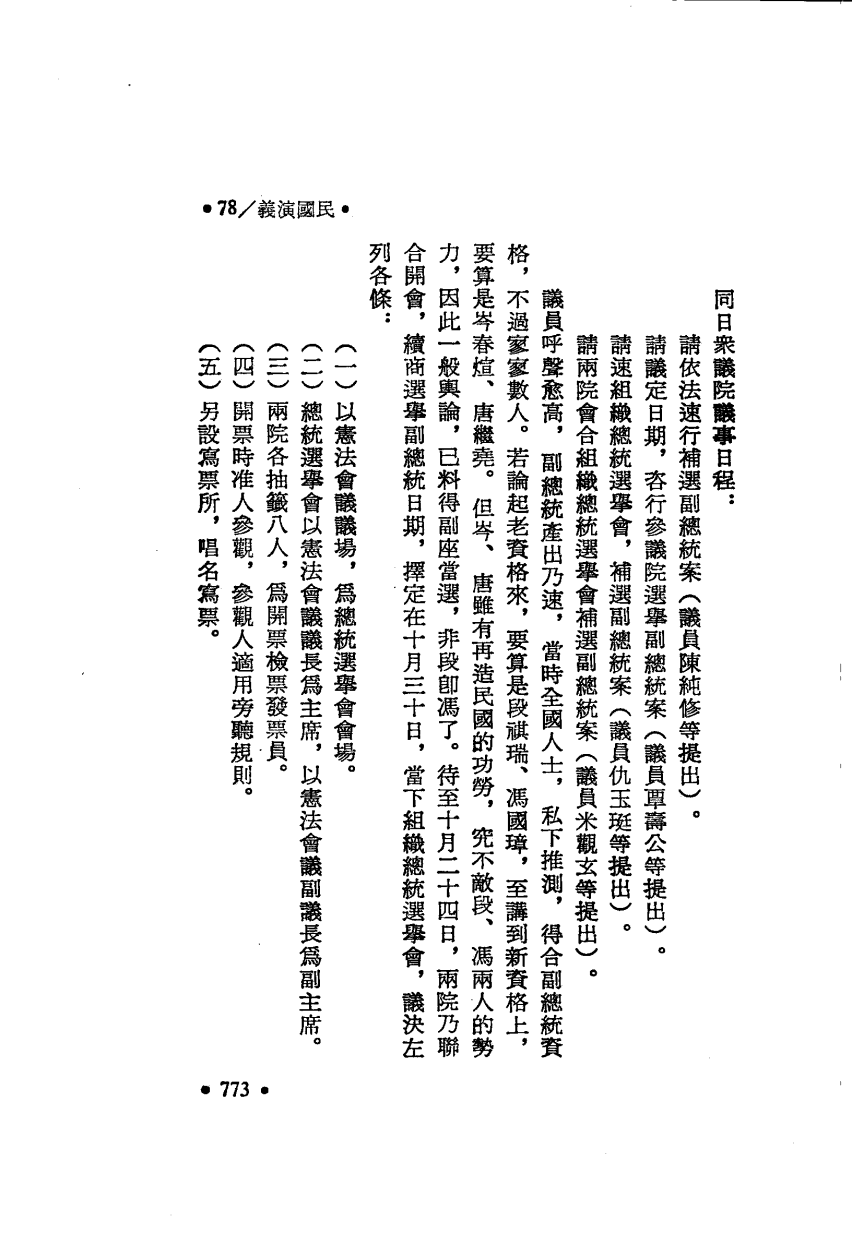 •78／義演國民•
同日衆議院議事日程：
請依法速行補選副總統案（議員陳純修等提出）。
請議定日期，咨行參議院選舉副總統案（議員覃壽公等提出）。
請速組織總統選舉會，補選副總統案（議員仇玉珽等提出）。
請兩院會合組織總統選舉會補選副總統案（議員米觀玄等提出）。
議員呼聲愈高，副總統產出乃速，當時全國人士，私下推測，得合副總統資
格，不過寥寥數人。若論起老資格來，要算是段祺瑞、馮國璋，至講到新資格上，
要算是岑春煊、唐繼堯。但岑、唐雖有再造民國的功勞，究不敵段、馮兩人的勢
力，因此一般輿論，已料得副座當選，非段卽馮了。待至十月二十四日，兩院乃聯
合開會，續商選舉副總統日期，擇定在十月三十日，當下組織總統選舉會，議決左
列各條：
（一）以憲法會議議場，爲總統選舉會會場。
（二）總統選舉會以憲法會議議長爲主席，以憲法會議副議長爲副主席。
（三）兩院各抽籤八人，爲開票檢票發票員。
（四）開票時准人參觀，參觀人適用旁聽規則。
（五）另設寫票所，唱名寫票。
•773•